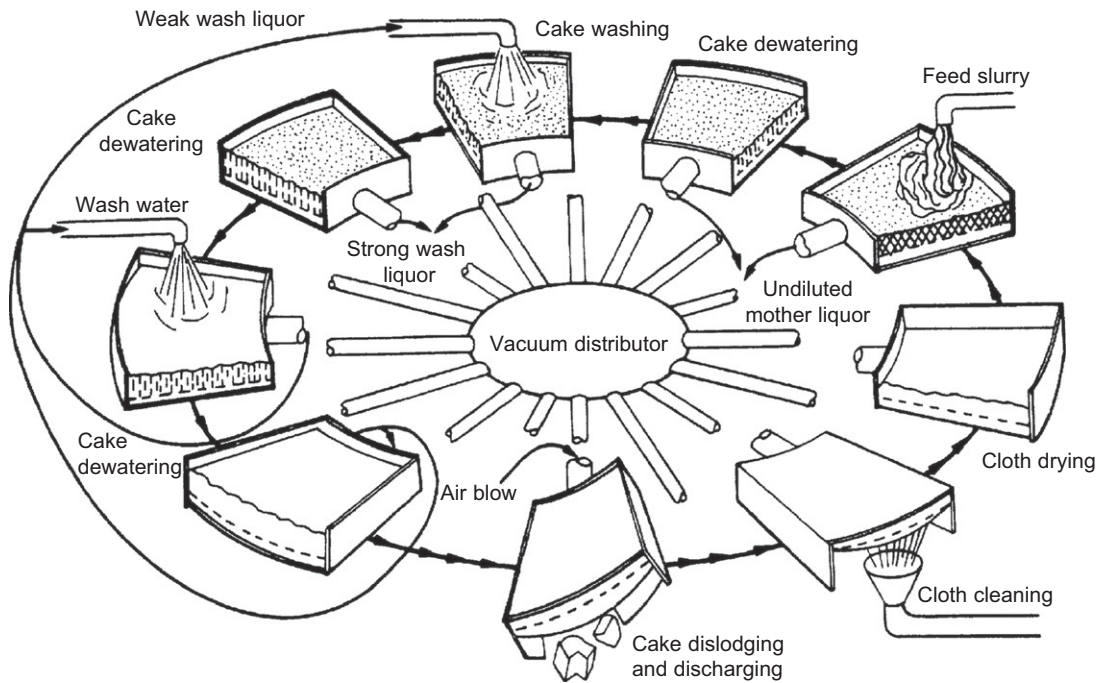 Weak wash liquor
Cake washing
Cake dewatering
Feed slurry
Cake
dewatering
Wash water
Strong wash
liquor
Undiluted
mother liquor
Vacuum distributor
Cake
dewatering
Air blow
Cloth drying
Cloth cleaning
Cake dislodging
and discharging